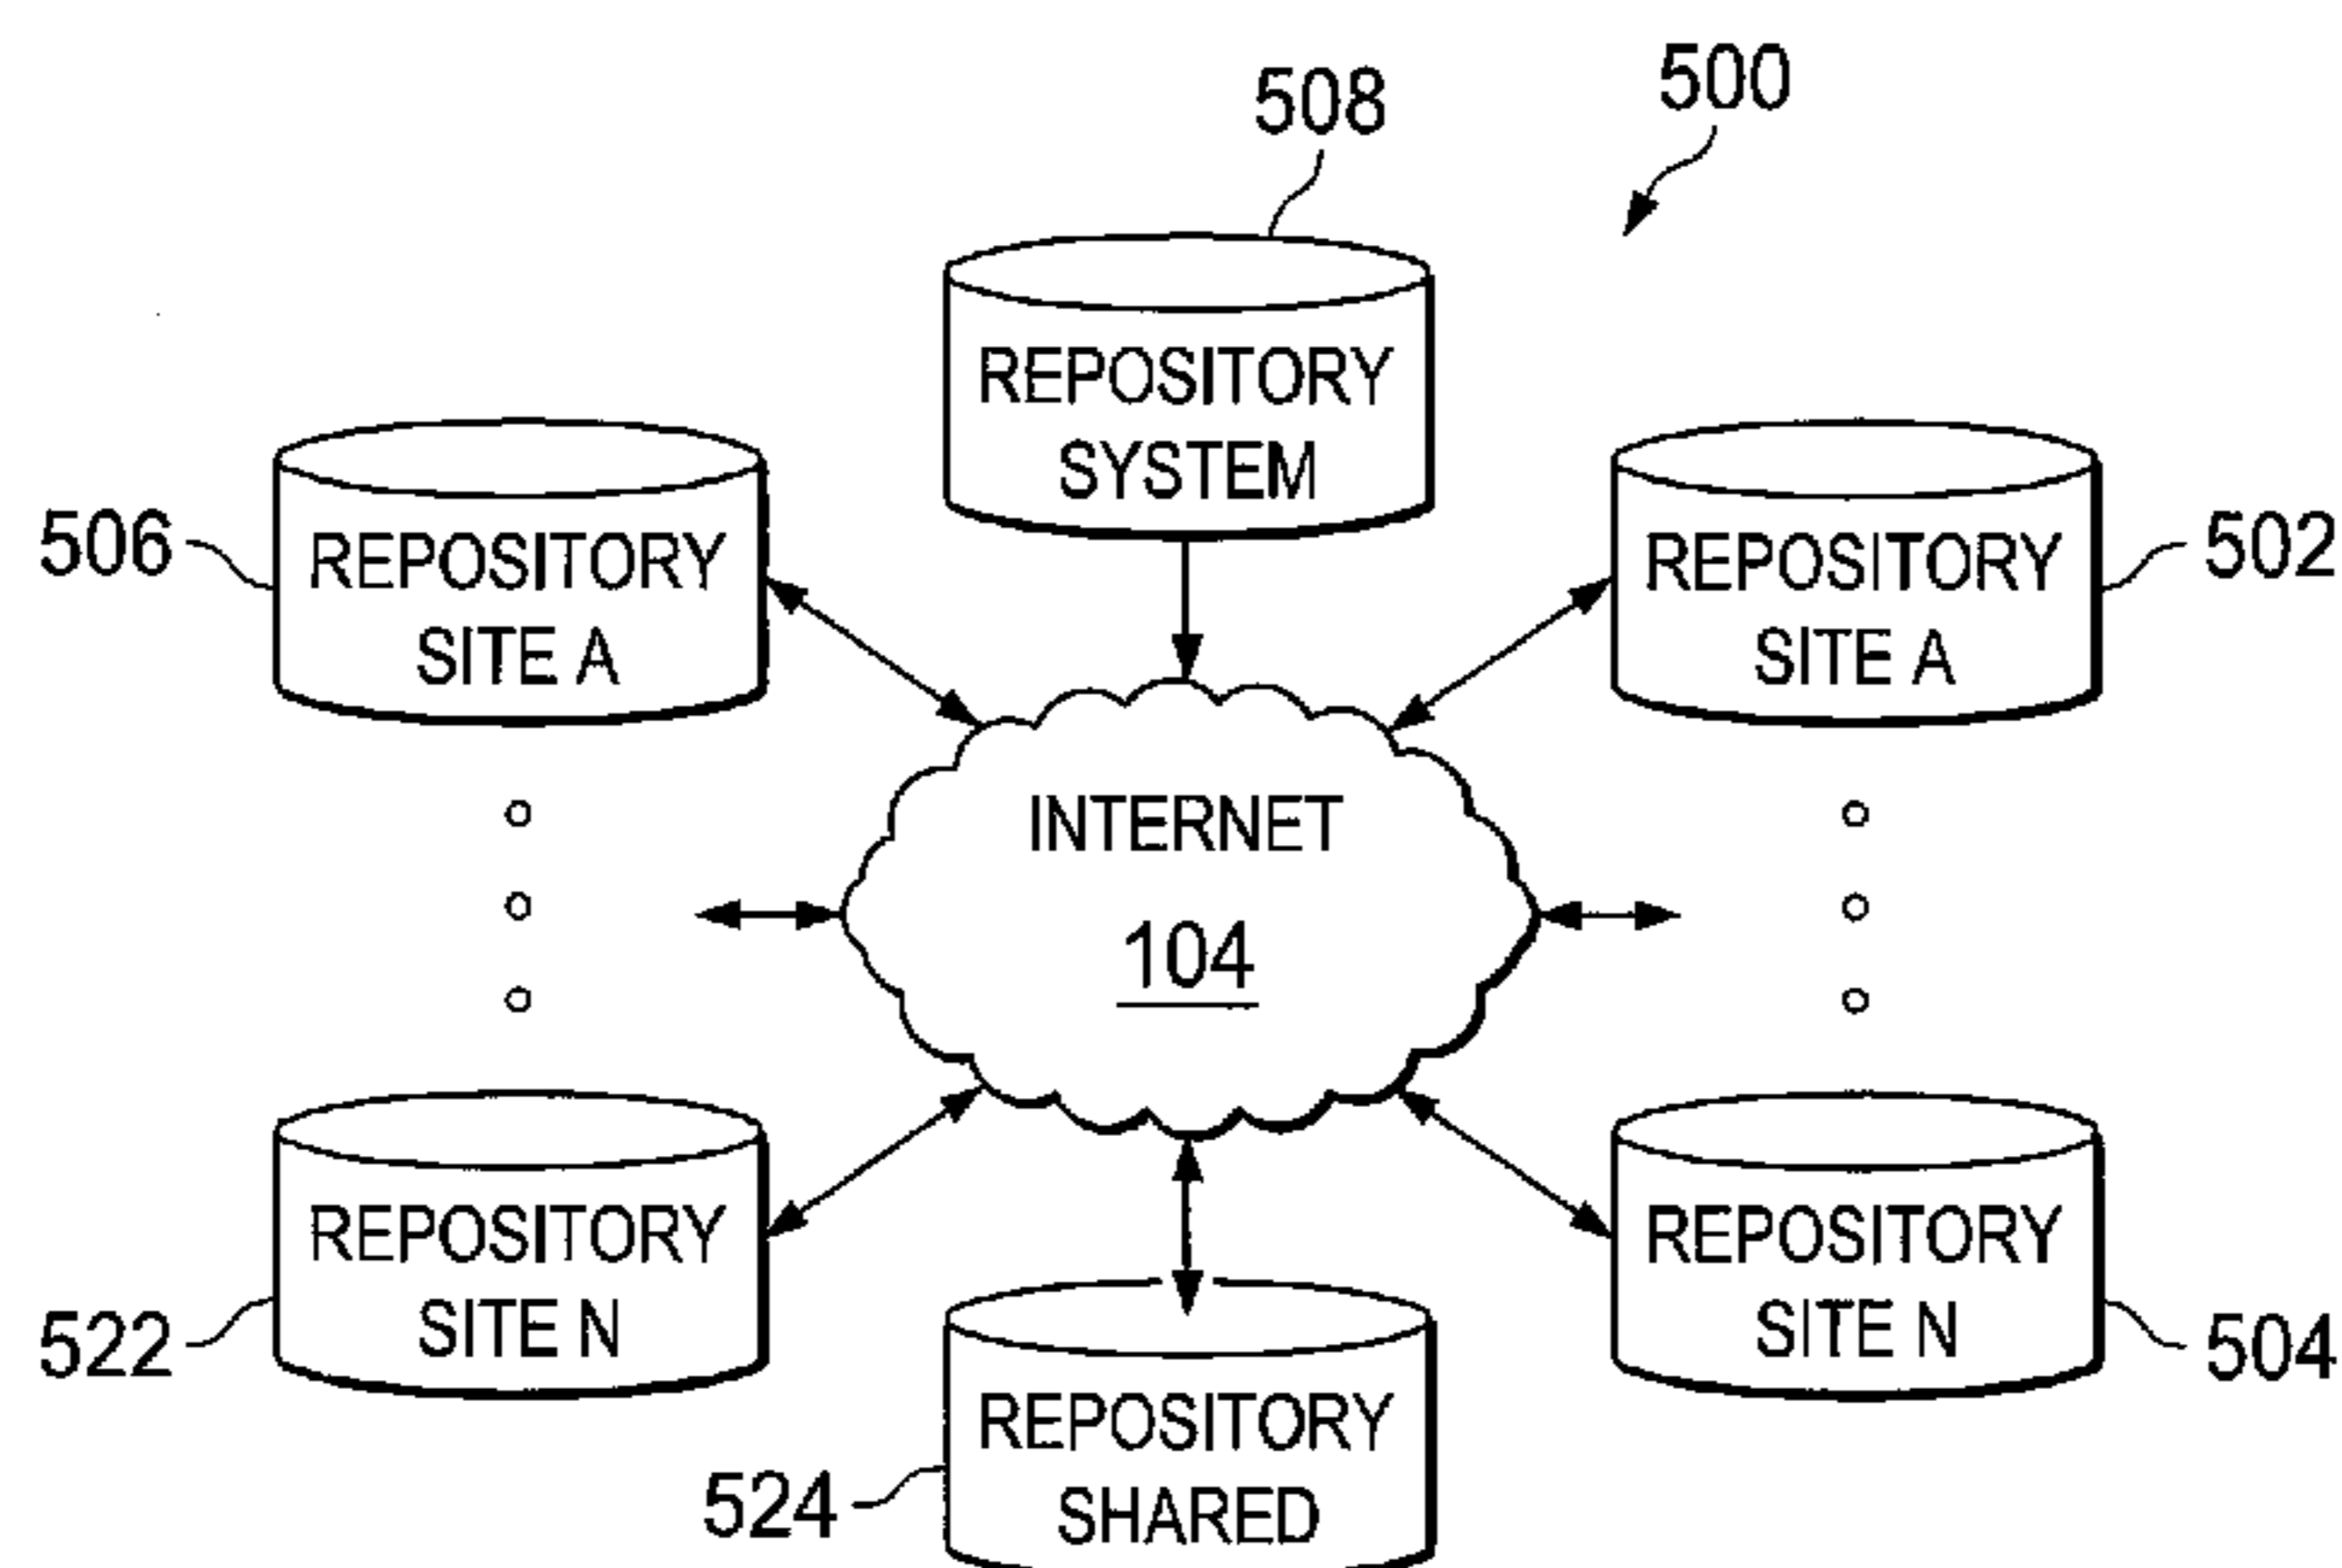 500
508
REPOSITORY
SYSTEM
506
REPOSITORY
SITE A
REPOSITORY
SITE A
502
INTERNET
104
522
REPOSITORY
SITE N
REPOSITORY
SITE N
504
524
REPOSITORY
SHARED